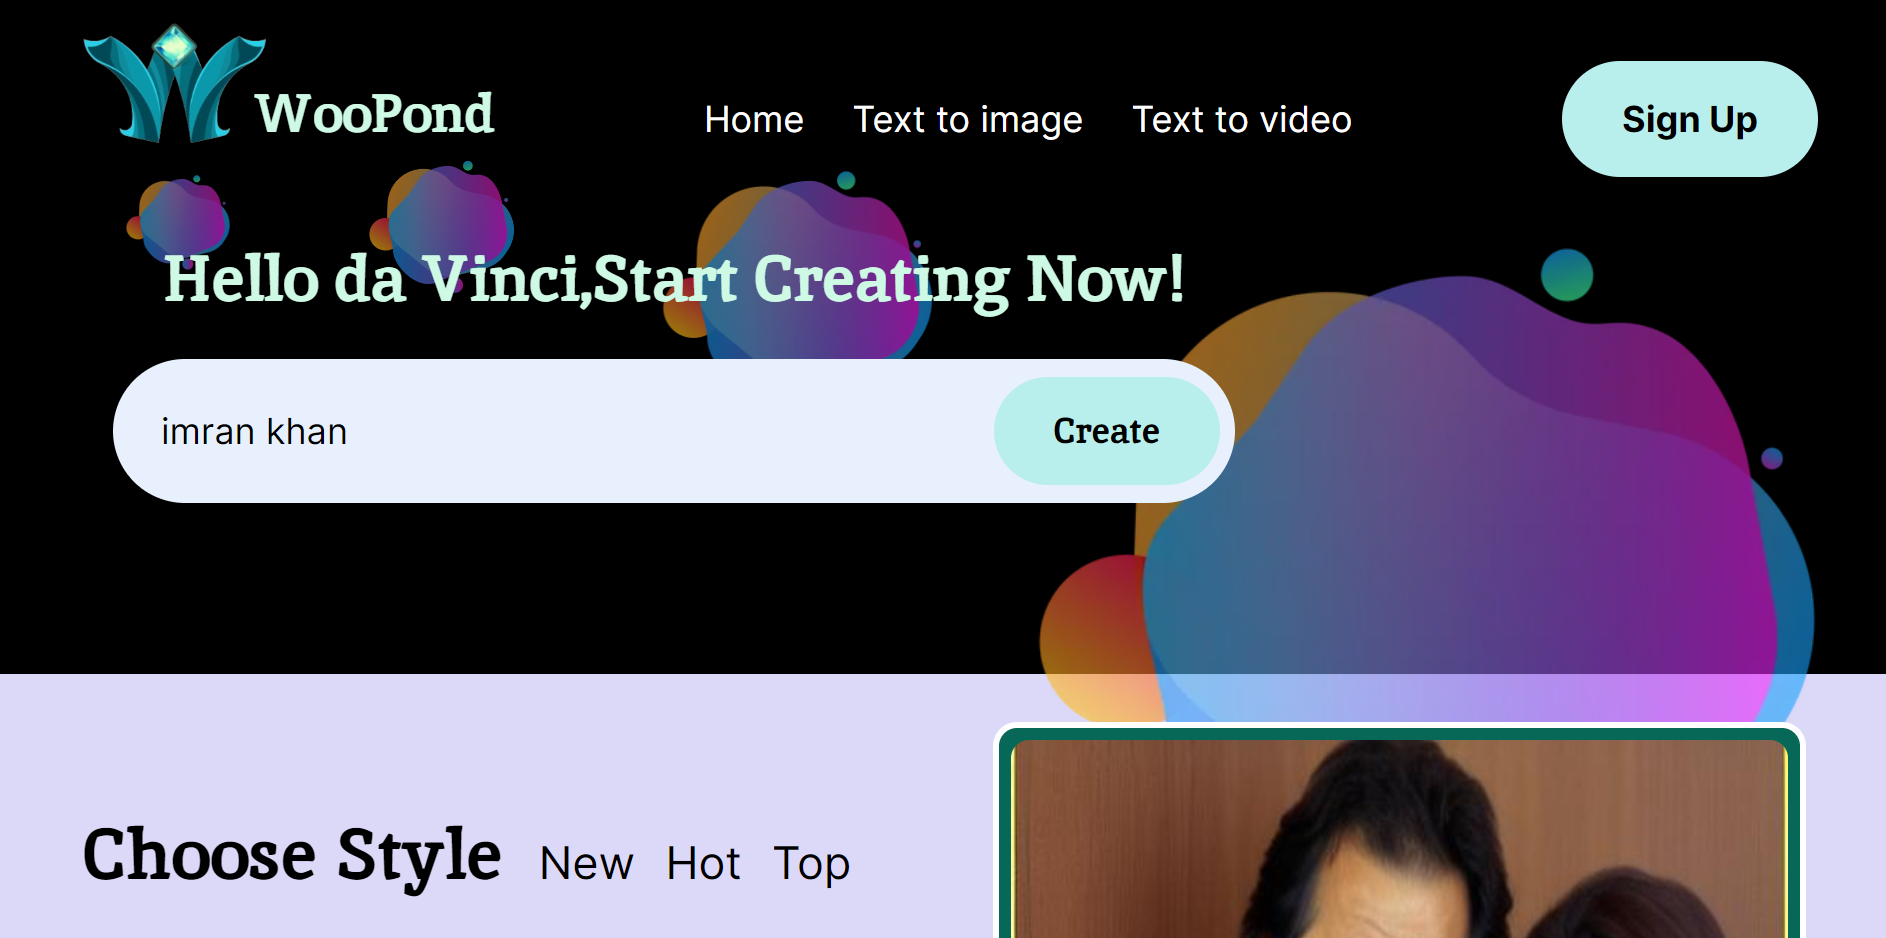 WooPond
Home Text to image Text to video
Sign Up
Hello da Vinci,Start Creating Now!
imran khan
Create
Choose Style New Hot Top